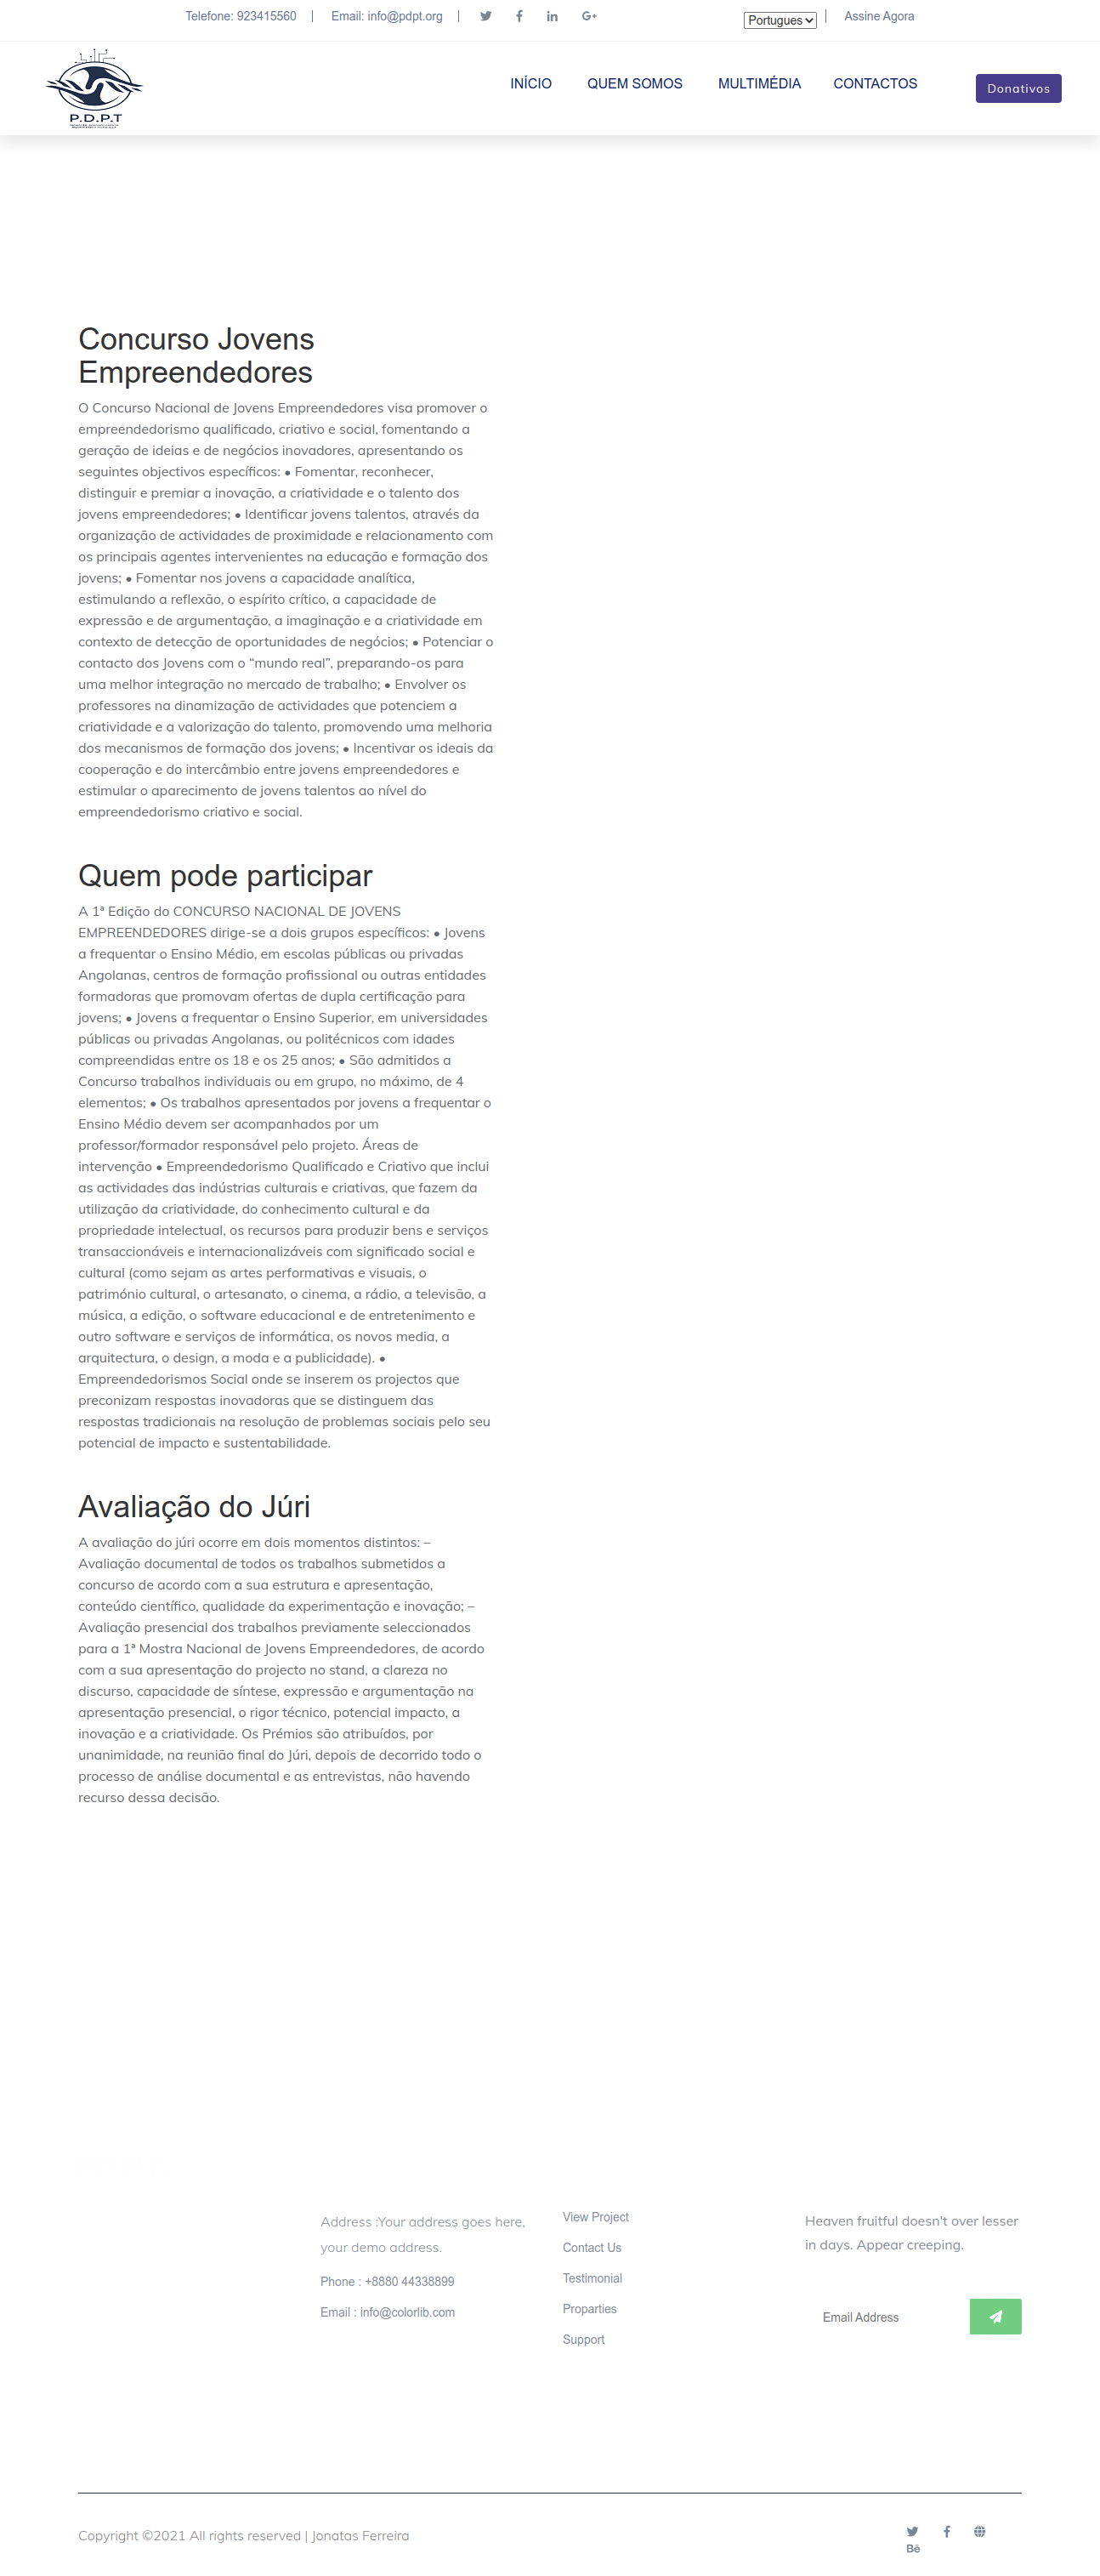 Telefone: 923415560 | Email: info@pdpt.org | Portugues | Assine Agora
P.D.P.T
INÍCIO QUEM SOMOS MULTIMÉDIA CONTACTOS Donativos
Concurso Jovens
Empreendedores
O Concurso Nacional de Jovens Empreendedores visa promover o
empreendedorismo qualificado, criativo e social, fomentando a
geração de ideias e de negócios inovadores, apresentando os
seguintes objectivos específicos: • Fomentar, reconhecer,
distinguir e premiar a inovação, a criatividade e o talento dos
jovens empreendedores; • Identificar jovens talentos, através da
organização de actividades de proximidade e relacionamento com
os principais agentes intervenientes na educação e formação dos
jovens; • Fomentar nos jovens a capacidade analítica,
estimulando a reflexão, o espírito crítico, a capacidade de
expressão e de argumentação, a imaginação e a criatividade em
contexto de detecção de oportunidades de negócios; • Potenciar o
contacto dos Jovens com o “mundo real”, preparando-os para
uma melhor integração no mercado de trabalho; • Envolver os
professores na dinamização de actividades que potenciem a
criatividade e a valorização do talento, promovendo uma melhoria
dos mecanismos de formação dos jovens; • Incentivar os ideais da
cooperação e do intercâmbio entre jovens empreendedores e
estimular o aparecimento de jovens talentos ao nível do
empreendedorismo criativo e social.
Quem pode participar
A 1ª Edição do CONCURSO NACIONAL DE JOVENS
EMPREENDEDORES dirige-se a dois grupos específicos: • Jovens
a frequentar o Ensino Médio, em escolas públicas ou privadas
Angolanas, centros de formação profissional ou outras entidades
formadoras que promovam ofertas de dupla certificação para
jovens; • Jovens a frequentar o Ensino Superior, em universidades
públicas ou privadas Angolanas, ou politécnicos com idades
compreendidas entre os 18 e os 25 anos; • São admitidos a
Concurso trabalhos individuais ou em grupo, no máximo, de 4
elementos; • Os trabalhos apresentados por jovens a frequentar o
Ensino Médio devem ser acompanhados por um
professor/formador responsável pelo projeto. Áreas de
intervenção • Empreendedorismo Qualificado e Criativo que inclui
as actividades das indústrias culturais e criativas, que fazem da
utilização da criatividade, do conhecimento cultural e da
propriedade intelectual, os recursos para produzir bens e serviços
transaccionáveis e internacionalizáveis com significado social e
cultural (como sejam as artes performativas e visuais, o
património cultural, o artesanato, o cinema, a rádio, a televisão, a
música, a edição, o software educacional e de entretenimento e
outro software e serviços de informática, os novos media, a
arquitectura, o design, a moda e a publicidade). •
Empreendedorismos Social onde se inserem os projectos que
preconizam respostas inovadoras que se distinguem das
respostas tradicionais na resolução de problemas sociais pelo seu
potencial de impacto e sustentabilidade.
Avaliação do Júri
A avaliação do júri ocorre em dois momentos distintos: –
Avaliação documental de todos os trabalhos submetidos a
concurso de acordo com a sua estrutura e apresentação,
conteúdo científico, qualidade da experimentação e inovação; –
Avaliação presencial dos trabalhos previamente seleccionados
para a 1ª Mostra Nacional de Jovens Empreendedores, de acordo
com a sua apresentação do projecto no stand, a clareza no
discurso, capacidade de síntese, expressão e argumentação na
apresentação presencial, o rigor técnico, potencial impacto, a
inovação e a criatividade. Os Prémios são atribuídos, por
unanimidade, na reunião final do Júri, depois de decorrido todo o
processo de análise documental e as entrevistas, não havendo
recurso dessa decisão.
Address :Your address goes here,
your demo address.
Phone : +8880 44338899
Email : info@colorlib.com
View Project
Contact Us
Testimonial
Proparties
Support
Heaven fruitful doesn't over lesser
in days. Appear creeping.
Email Address
Copyright ©2021 All rights reserved | Jonatas Ferreira